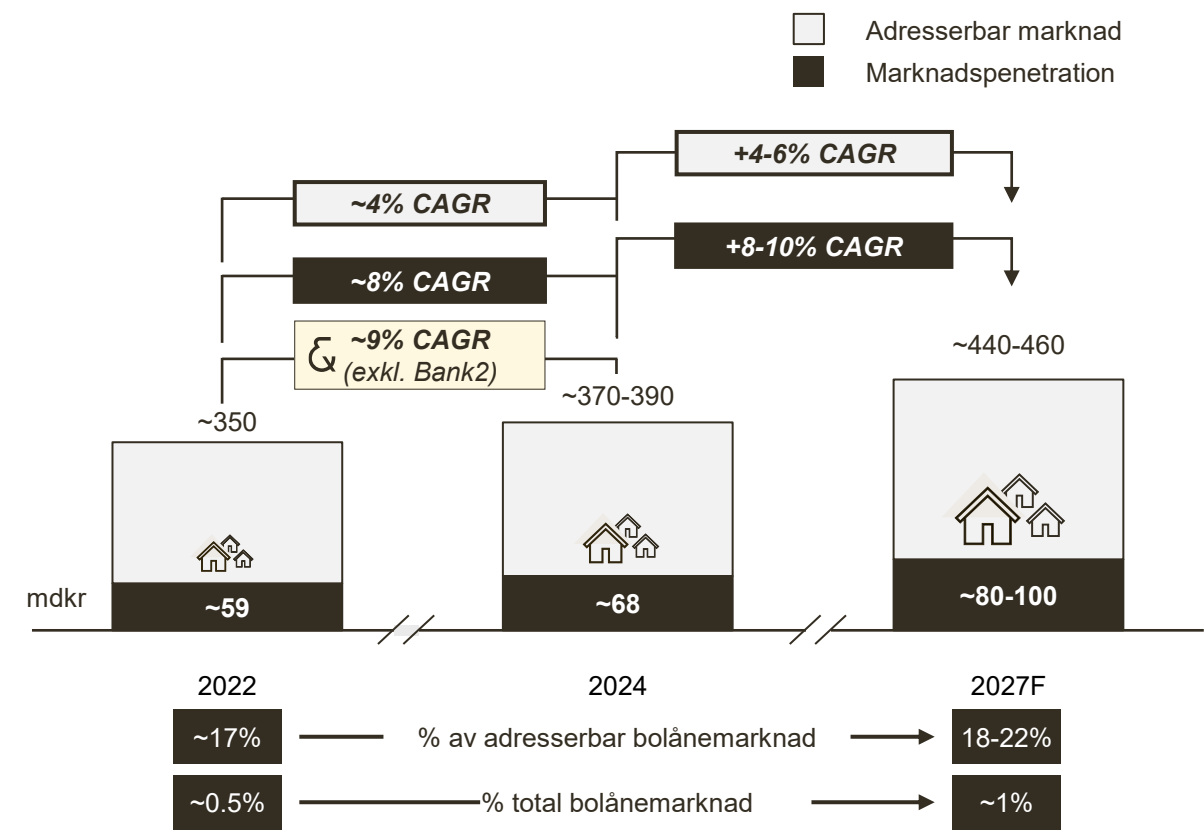 Adresserbar marknad
Marknadspenetration
+4-6% CAGR
~4% CAGR
+8-10% CAGR
~8% CAGR
~9% CAGR
(exkl. Bank2)
~440-460
~370-390
~350
mdkr
~59
~68
~80-100
2022
2024
2027F
~17%
% av adresserbar bolånemarknad
18-22%
~0.5%
% total bolånemarknad
~1%